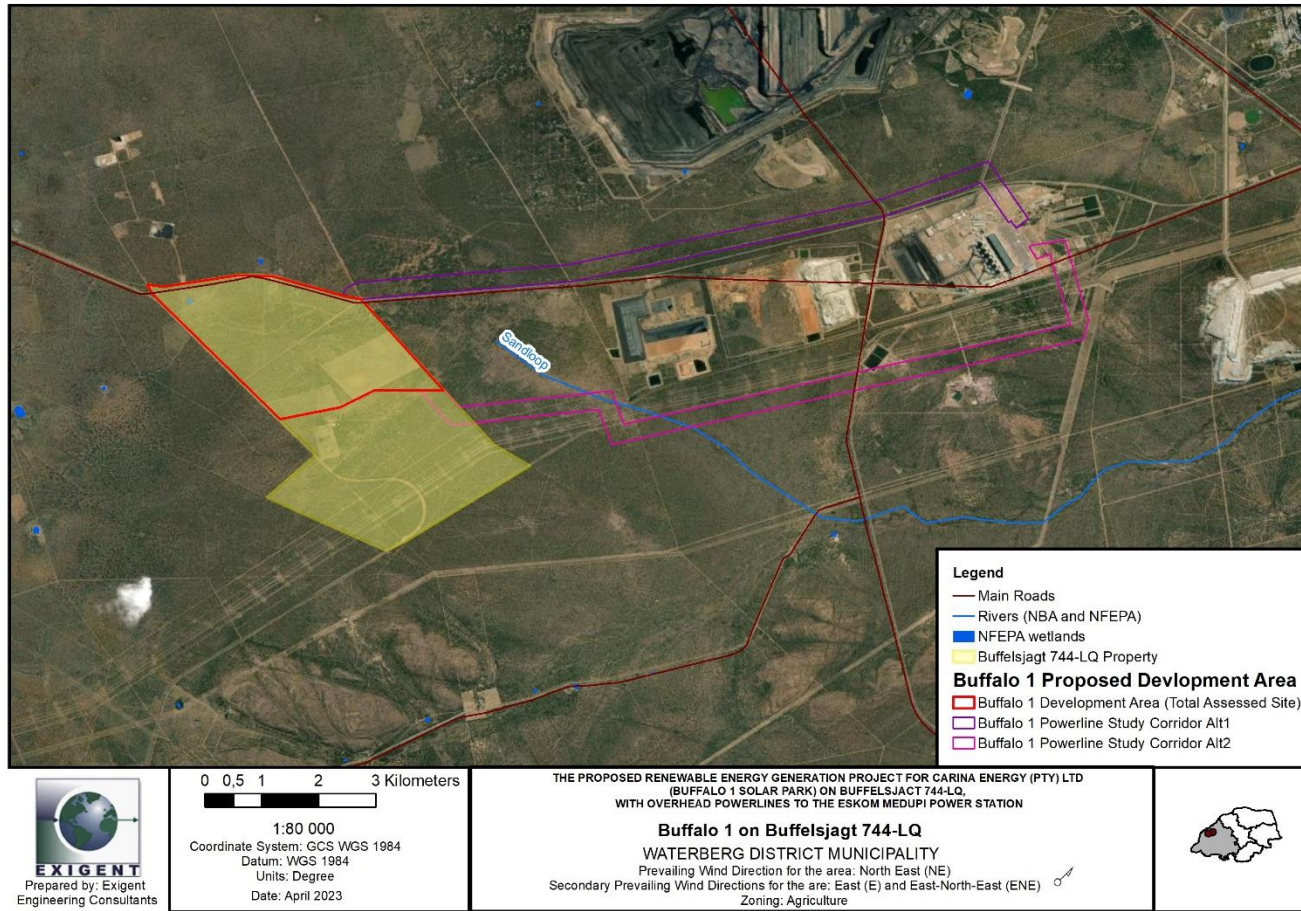 Sandloop
Legend
Main Roads
Rivers (NBA and NFEPA)
NFEPA wetlands
Buffelsjagt 744-LQ Property
Buffalo 1 Proposed Devlopment Area
Buffalo 1 Development Area (Total Assessed Site)
Buffalo 1 Powerline Study Corridor Alt1
Buffalo 1 Powerline Study Corridor Alt2
EXIGENT
Prepared by: Exigent
Engineering Consultants
0 0,5 1 2 3 Kilometers
1:80 000
Coordinate System: GCS WGS 1984
Datum: WGS 1984
Units: Degree
Date: April 2023
THE PROPOSED RENEWABLE ENERGY GENERATION PROJECT FOR CARINA ENERGY (PTY) LTD
(BUFFALO 1 SOLAR PARK) ON BUFFELSJACT 744-LQ,
WITH OVERHEAD POWERLINES TO THE ESKOM MEDUPI POWER STATION
Buffalo 1 on Buffelsjagt 744-LQ
WATERBERG DISTRICT MUNICIPALITY
Prevailing Wind Direction for the area: North East (NE)
Secondary Prevailing Wind Directions for the are: East (E) and East-North-East (ENE)
Zoning: Agriculture